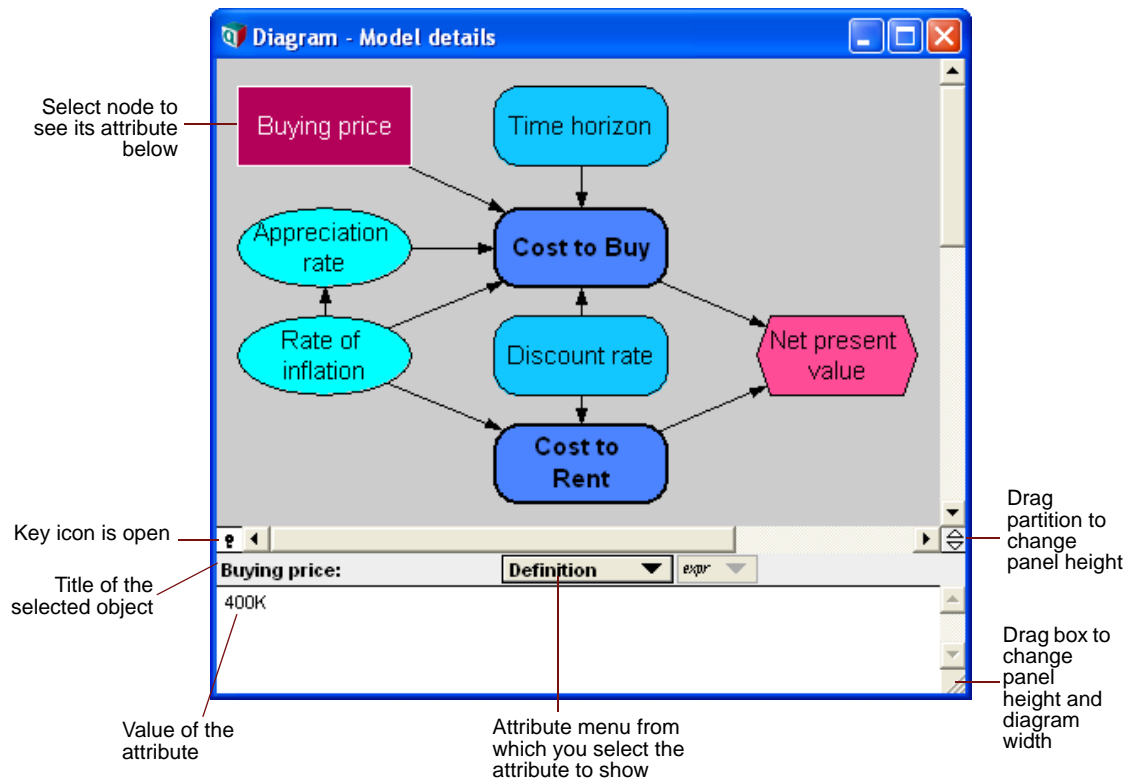 Diagram - Model details
Select node to
see its attribute
below
Buying price
Time horizon
Appreciation
rate
Cost to Buy
Rate of
inflation
Discount rate
Net present
value
Cost to
Rent
Key icon is open
Drag
partition to
change
panel height
Title of the
selected object
Buying price:
Definition
expr
400K
Drag box to
change
panel
height and
diagram
width
Value of the
attribute
Attribute menu from
which you select the
attribute to show